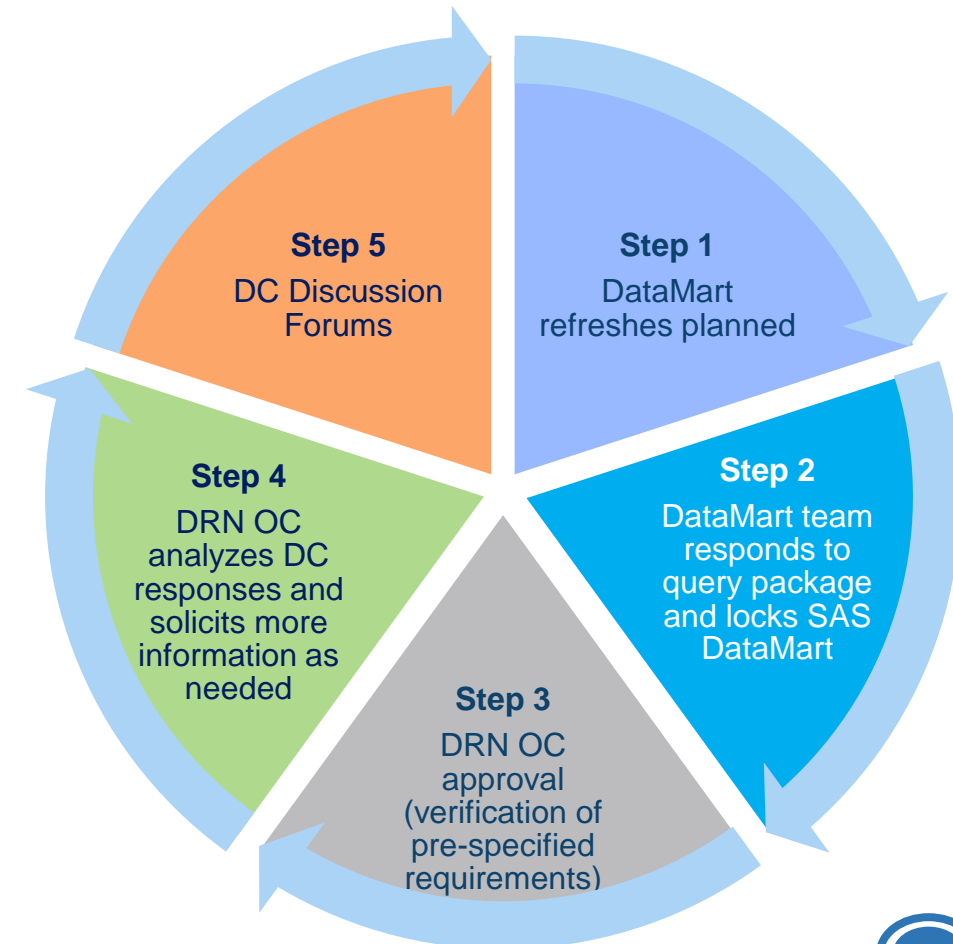 Step 1
DataMart
refreshes planned
Step 2
DataMart team
responds to
query package
and locks SAS
DataMart
Step 3
DRN OC
approval
(verification of
pre-specified
requirements)
Step 4
DRN OC
analyzes DC
responses and
solicits more
information as
needed
Step 5
DC Discussion
Forums